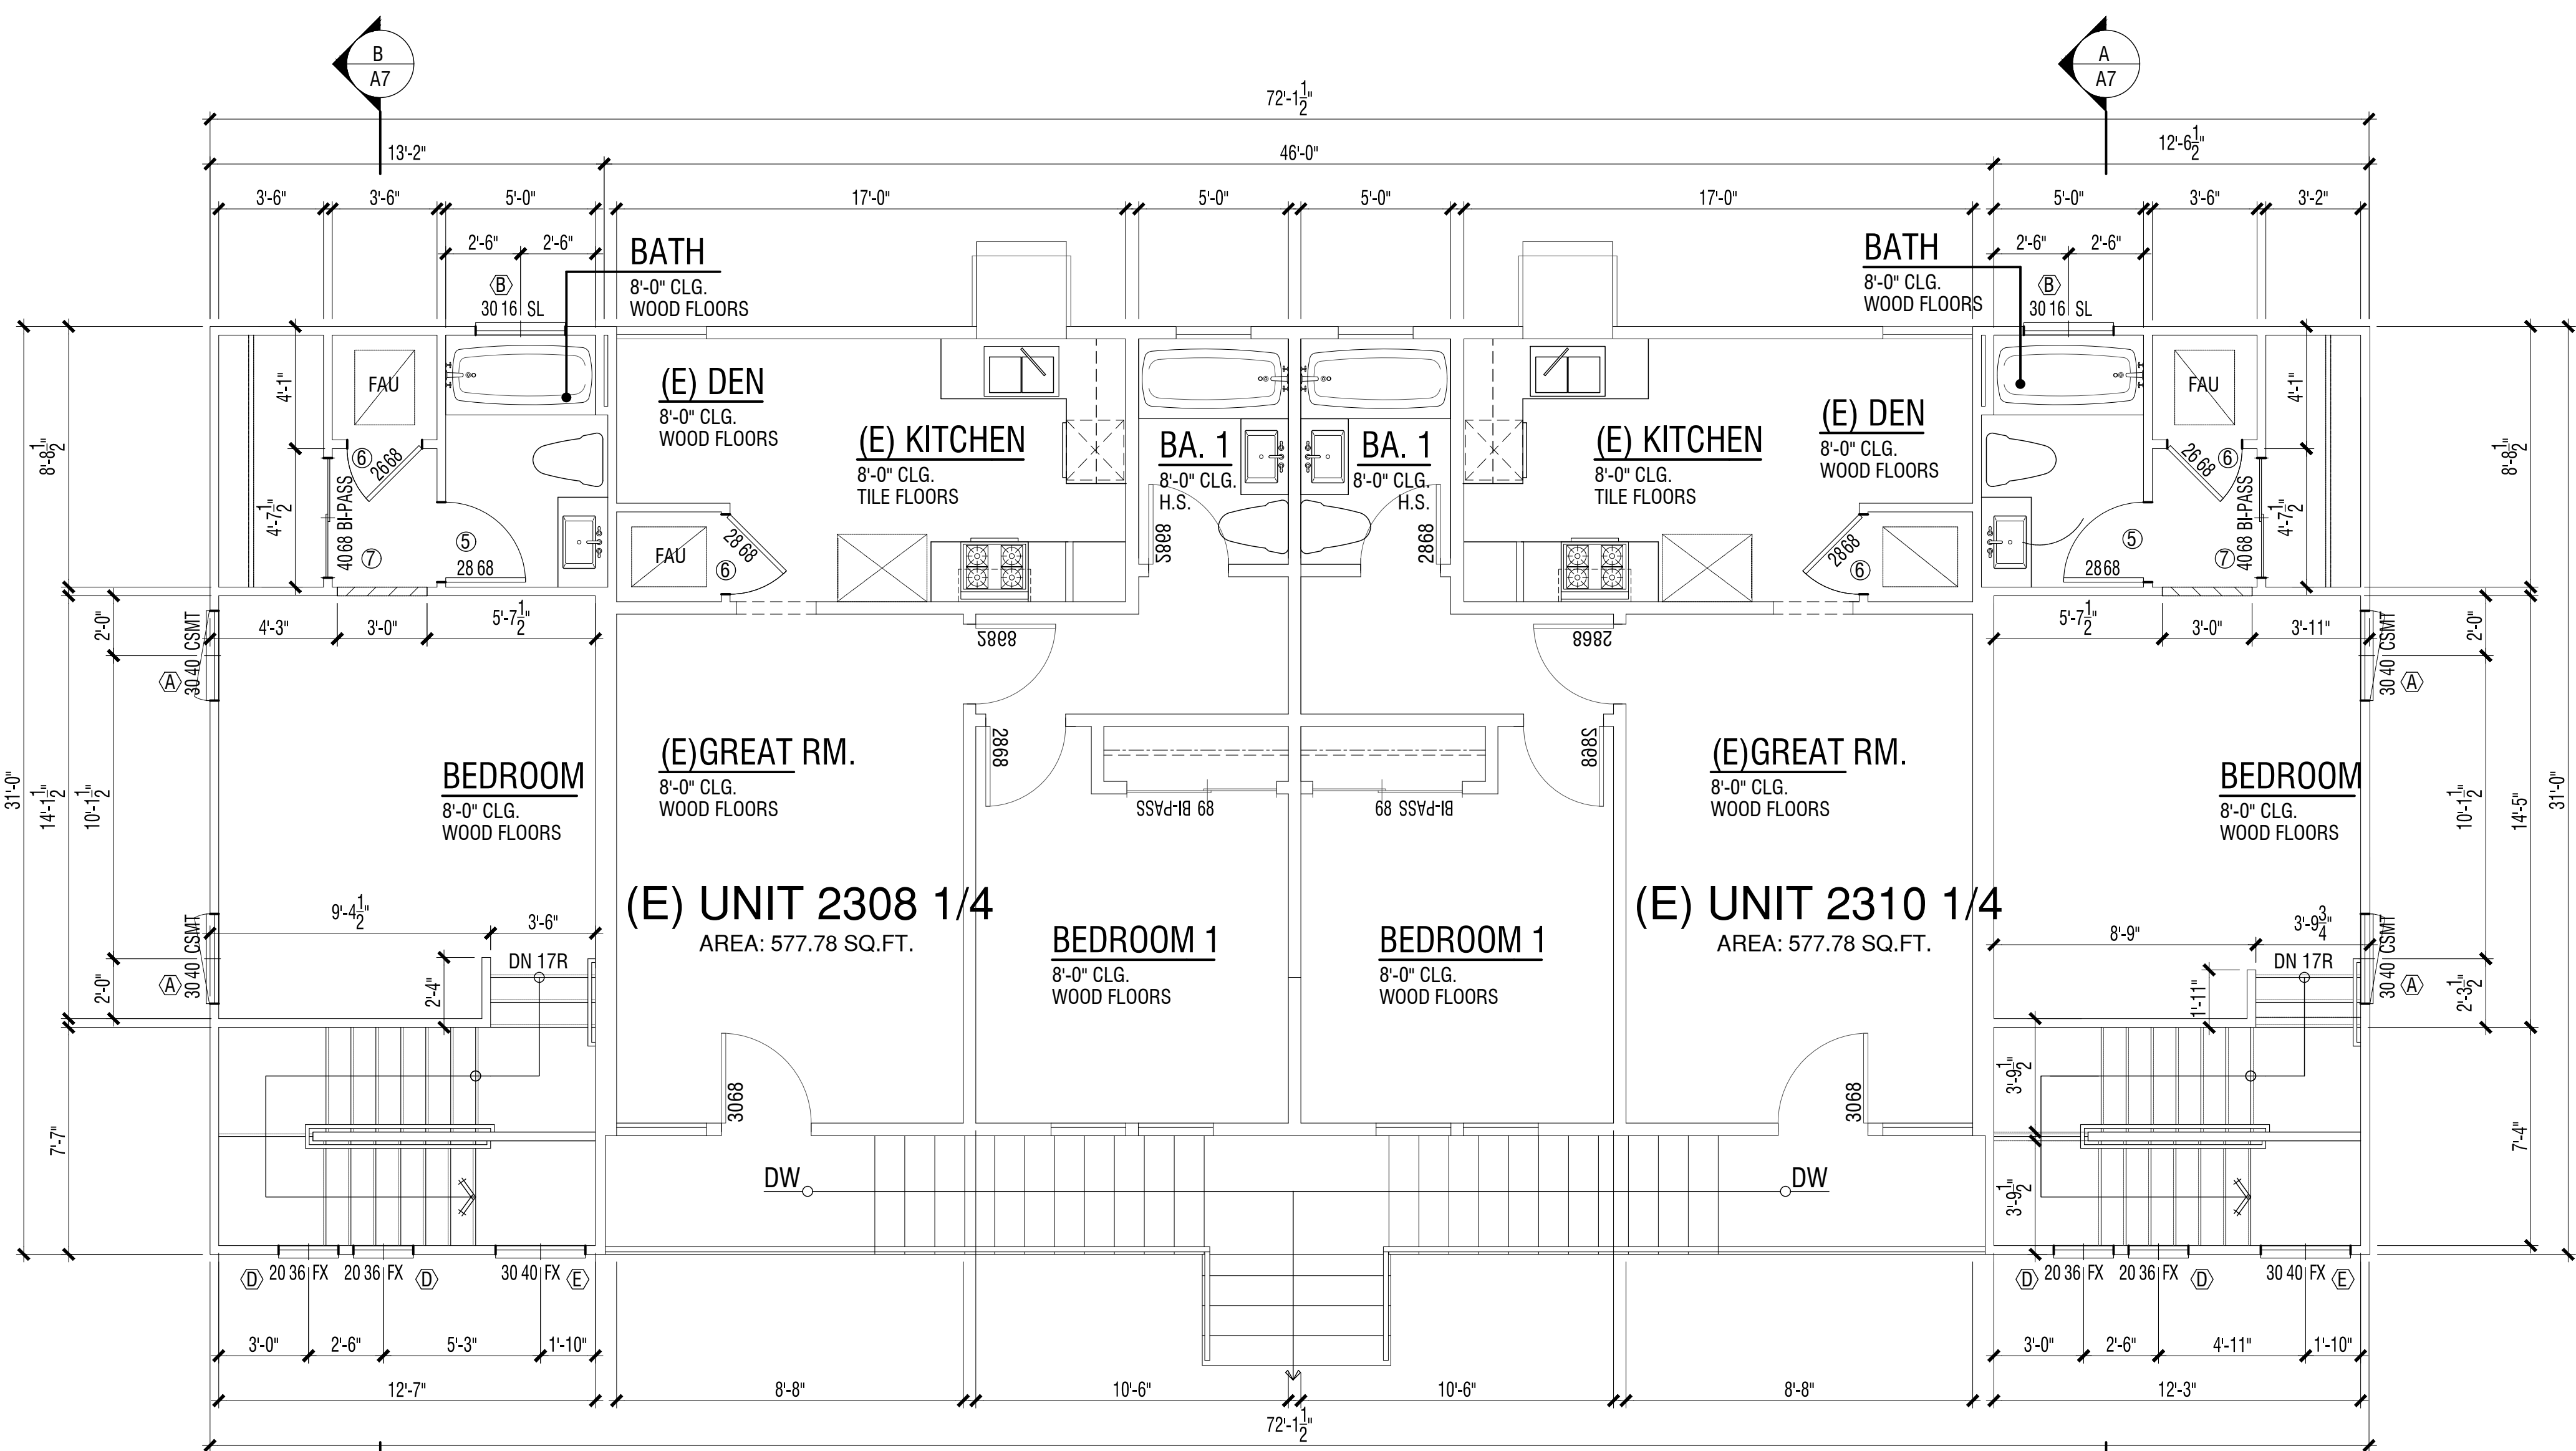 B
A7
A
A7
72'-1 1/2"
13'-2"
46'-0"
12'-6 1/2"
3'-6"
3'-6"
5'-0"
17'-0"
5'-0"
5'-0"
17'-0"
5'-0"
3'-6"
3'-2"
2'-6"
2'-6"
2'-6"
2'-6"
BATH
8'-0" CLG.
WOOD FLOORS
BATH
8'-0" CLG.
WOOD FLOORS
B
30 16 SL
B
30 16 SL
FAU
4'-1"
8'-8 1/2"
4'-7 1/2"
6
2668
4068 BI-PASS
7
5
28 68
(E) DEN
8'-0" CLG.
WOOD FLOORS
(E) KITCHEN
8'-0" CLG.
TILE FLOORS
FAU
28 68
6
BA. 1
8'-0" CLG.
H.S.
2868
BA. 1
8'-0" CLG.
H.S.
2868
(E) KITCHEN
8'-0" CLG.
TILE FLOORS
(E) DEN
8'-0" CLG.
WOOD FLOORS
2868
6
FAU
4'-1"
8'-8 1/2"
4'-7 1/2"
26 68
6
4068 BI-PASS
7
5
2868
2'-0"
4'-3"
3'-0"
5'-7 1/2"
2868
2868
5'-7 1/2"
3'-0"
3'-11"
2'-0"
A
30 40 CSMT
30 40 CSMT
A
31'-0"
14'-1 1/2"
10'-1 1/2"
BEDROOM
8'-0" CLG.
WOOD FLOORS
(E)GREAT RM.
8'-0" CLG.
WOOD FLOORS
2868
68 BI-PASS
68 BI-PASS
2868
(E)GREAT RM.
8'-0" CLG.
WOOD FLOORS
BEDROOM
8'-0" CLG.
WOOD FLOORS
10'-1 1/2"
14'-5"
31'-0"
9'-4 1/2"
3'-6"
(E) UNIT 2308 1/4
AREA: 577.78 SQ.FT.
(E) UNIT 2310 1/4
AREA: 577.78 SQ.FT.
8'-9"
3'-9 3/4"
BEDROOM 1
8'-0" CLG.
WOOD FLOORS
BEDROOM 1
8'-0" CLG.
WOOD FLOORS
A
30 40 CSMT
2'-0"
2'-4"
DN 17R
1'-11"
DN 17R
30 40 CSMT
A
2'-3 1/2"
7'-7"
3068
3068
3'-9 1/2"
3'-9 1/2"
7'-4"
DW
DW
D
20 36 FX
20 36 FX
D
30 40 FX
E
D
20 36 FX
20 36 FX
D
30 40 FX
E
3'-0"
2'-6"
5'-3"
1'-10"
3'-0"
2'-6"
4'-11"
1'-10"
12'-7"
8'-8"
10'-6"
10'-6"
8'-8"
12'-3"
72'-1 1/2"